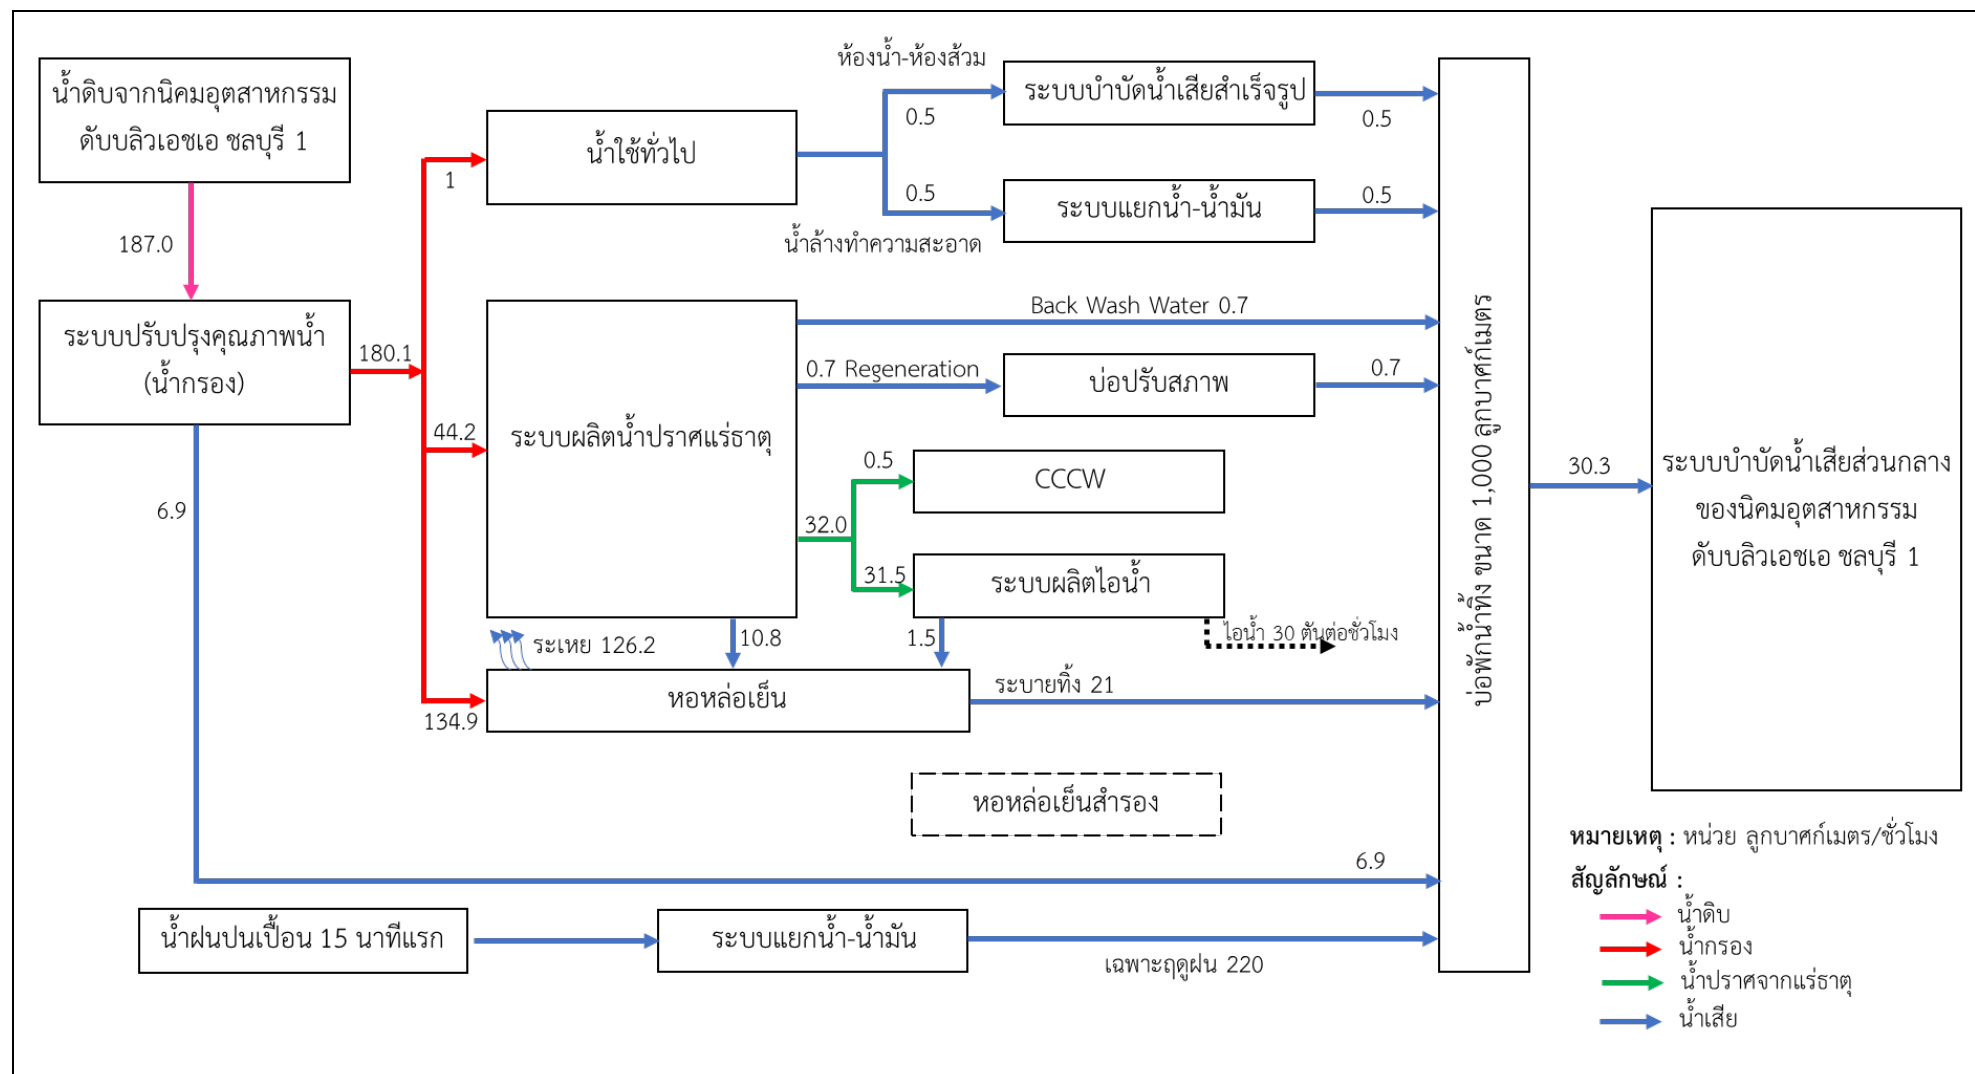 น้ำดิบจากนิคมอุตสาหกรรม
ดับบลิวเอชเอ ชลบุรี 1
187.0
ระบบปรับปรุงคุณภาพน้ำ
(น้ำกรอง)
180.1
6.9
1
44.2
134.9
น้ำใช้ทั่วไป
ห้องน้ำ-ห้องส้วม
0.5
0.5
น้ำล้างทำความสะอาด
ระบบบำบัดน้ำเสียสำเร็จรูป
0.5
ระบบแยกน้ำ-น้ำมัน
0.5
ระบบผลิตน้ำปราศแร่ธาตุ
Back Wash Water 0.7
0.7 Regeneration
บ่อปรับสภาพ
0.7
32.0
0.5
CCCW
31.5
ระบบผลิตไอน้ำ
ไอน้ำ 30 ตันต่อชั่วโมง
ระเหย 126.2
10.8
1.5
หอหล่อเย็น
ระบายทิ้ง 21
หอหล่อเย็นสำรอง
6.9
น้ำฝนปนเปื้อน 15 นาทีแรก
ระบบแยกน้ำ-น้ำมัน
เฉพาะฤดูฝน 220
บ่อพักน้ำทิ้ง ขนาด 1,000 ลูกบาศก์เมตร
30.3
ระบบบำบัดน้ำเสียส่วนกลาง
ของนิคมอุตสาหกรรม
ดับบลิวเอชเอ ชลบุรี 1
หมายเหตุ : หน่วย ลูกบาศก์เมตร/ชั่วโมง
สัญลักษณ์ :
น้ำดิบ
น้ำกรอง
น้ำปราศจากแร่ธาตุ
น้ำเสีย